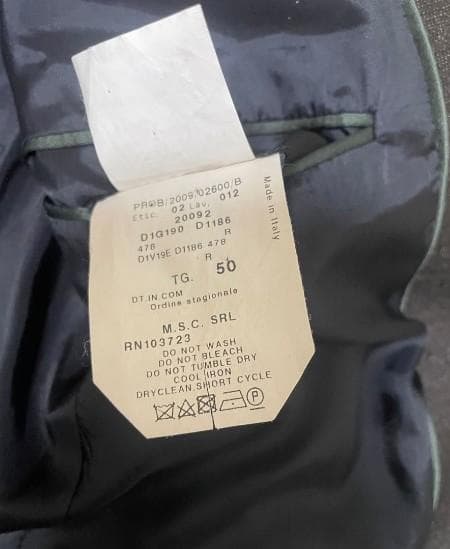 PROB/2009/02600/B
Etic. 02 Lav. 012
20092
D1G190 D1186
478 R
D1V19E D1186 478
R
TG. 50
DT.IN COM
Ordine stagionale
M.S.C. SRL
RN103723
DO NOT WASH
DO NOT BLEACH
DO NOT TUMBLE DRY
COOL IRON
DRYCLEAN,SHORT CYCLE
P
Made in Italy